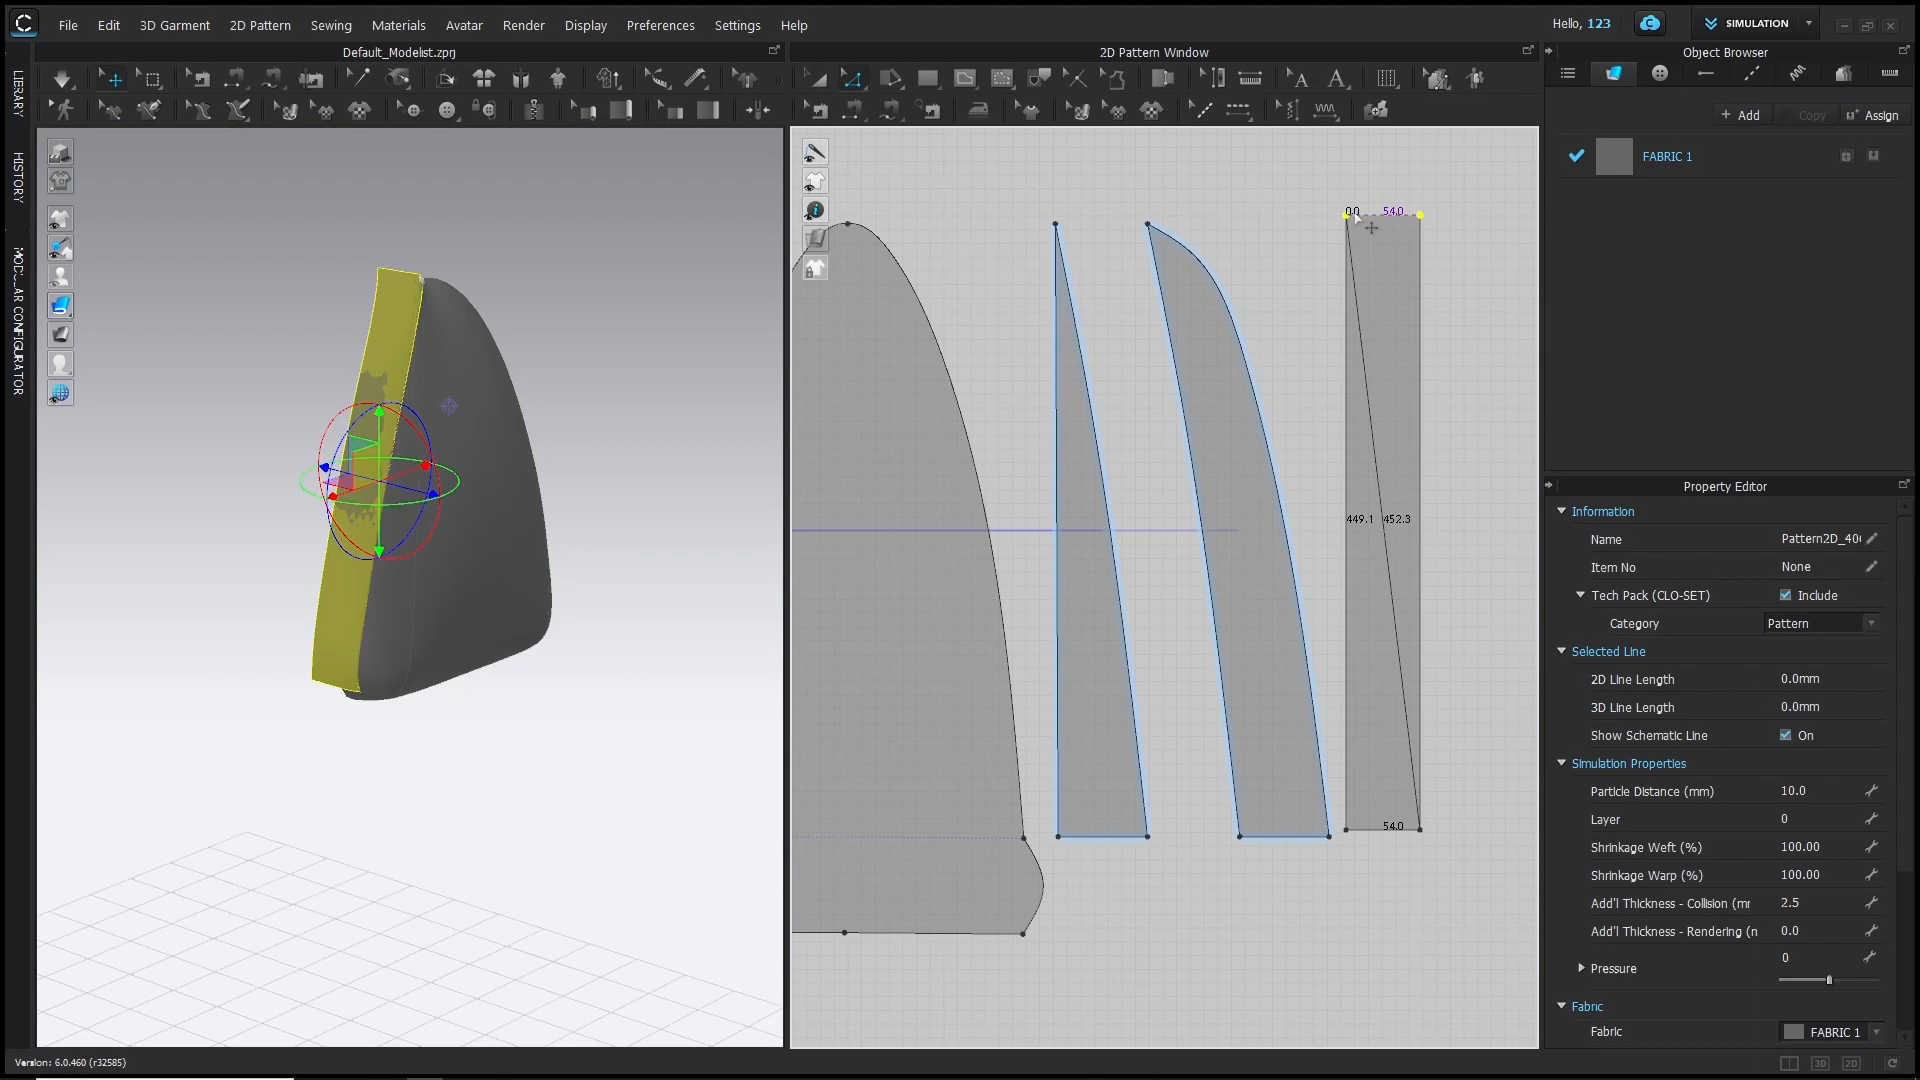 File Edit 3D Garment 2D Pattern Sewing Materials Avatar Render Display Preferences Settings Help
Hello, 123
SIMULATION
Default_Modelist.zprj
2D Pattern Window
Object Browser
LIBRARY
HISTORY
MODULAR CONFIGURATOR
+ Add
Copy
Assign
FABRIC 1
0.0 54.0
449.1 452.3
54.0
Property Editor
Information
Name Pattern2D_40
Item No None
Tech Pack (CLO-SET) Include
Category Pattern
Selected Line
2D Line Length 0.0mm
3D Line Length 0.0mm
Show Schematic Line On
Simulation Properties
Particle Distance (mm) 10.0
Layer 0
Shrinkage Weft (%) 100.00
Shrinkage Warp (%) 100.00
Add'l Thickness - Collision (mr 2.5
Add'l Thickness - Rendering (n 0.0
Pressure 0
Fabric
Fabric FABRIC 1
Version: 6.0.460 (r32585)
3D 2D